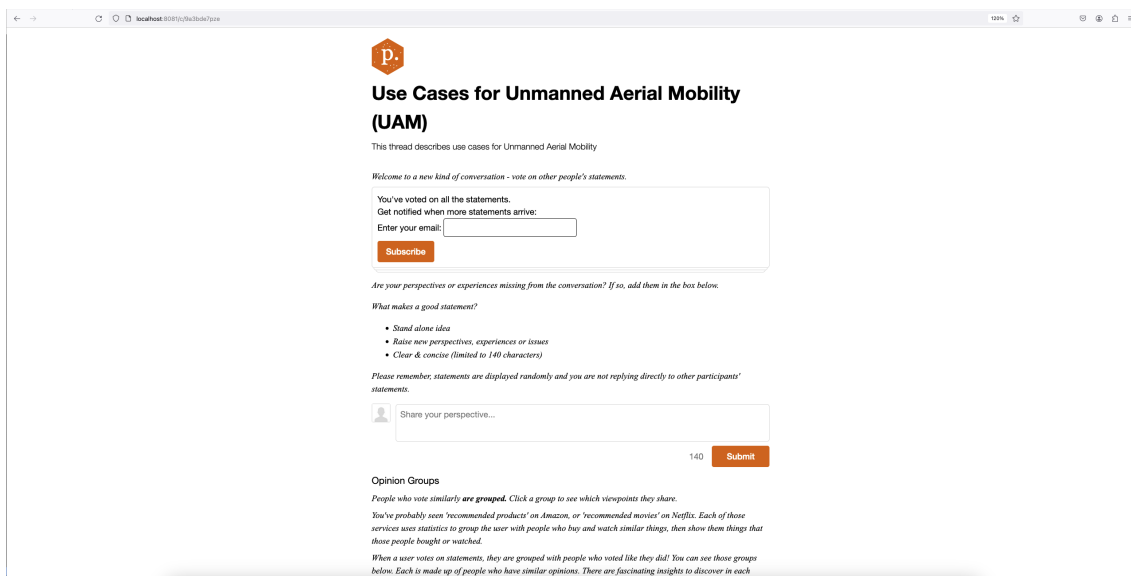 localhost:8081/c/9a3bde7pza
120%
p.
Use Cases for Unmanned Aerial Mobility
(UAM)
This thread describes use cases for Unmanned Aerial Mobility
Welcome to a new kind of conversation - vote on other people's statements.
You've voted on all the statements.
Get notified when more statements arrive:
Enter your email:
Subscribe
Are your perspectives or experiences missing from the conversation? If so, add them in the box below.
What makes a good statement?
• Stand alone idea
• Raise new perspectives, experiences or issues
• Clear & concise (limited to 140 characters)
Please remember, statements are displayed randomly and you are not replying directly to other participants'
statements.
Share your perspective...
140 Submit
Opinion Groups
People who vote similarly are grouped. Click a group to see which viewpoints they share.
You've probably seen 'recommended products' on Amazon, or 'recommended movies' on Netflix. Each of those
services uses statistics to group the user with people who buy and watch similar things, then show them things that
those people bought or watched.
When a user votes on statements, they are grouped with people who voted like they did! You can see those groups
below. Each is made up of people who have similar opinions. There are fascinating insights to discover in each